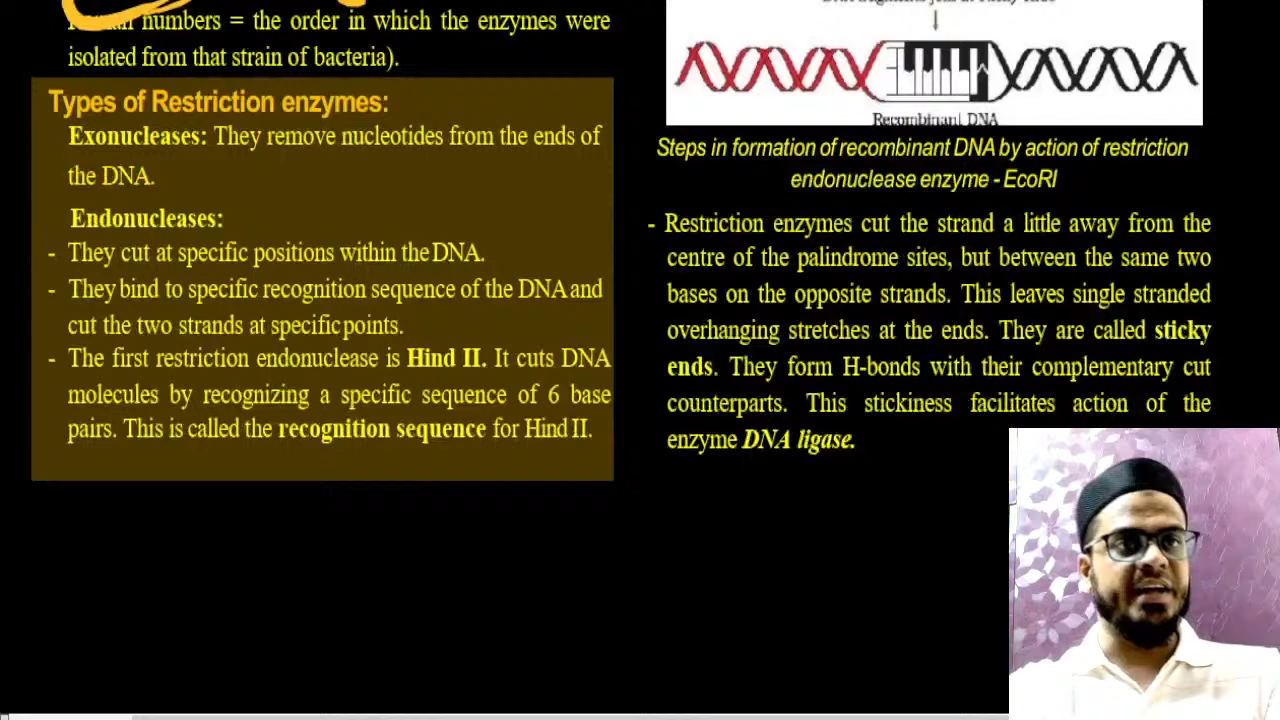 numbers = the order in which the enzymes were
isolated from that strain of bacteria).
Types of Restriction enzymes:
Exonucleases: They remove nucleotides from the ends of
the DNA.
Endonucleases:
- They cut at specific positions within the DNA.
- They bind to specific recognition sequence of the DNA and
cut the two strands at specific points.
- The first restriction endonuclease is Hind II. It cuts DNA
molecules by recognizing a specific sequence of 6 base
pairs. This is called the recognition sequence for Hind II.
Recombinant DNA
Steps in formation of recombinant DNA by action of restriction
endonuclease enzyme - EcoRI
- Restriction enzymes cut the strand a little away from the
centre of the palindrome sites, but between the same two
bases on the opposite strands. This leaves single stranded
overhanging stretches at the ends. They are called sticky
ends. They form H-bonds with their complementary cut
counterparts. This stickiness facilitates action of the
enzyme DNA ligase.